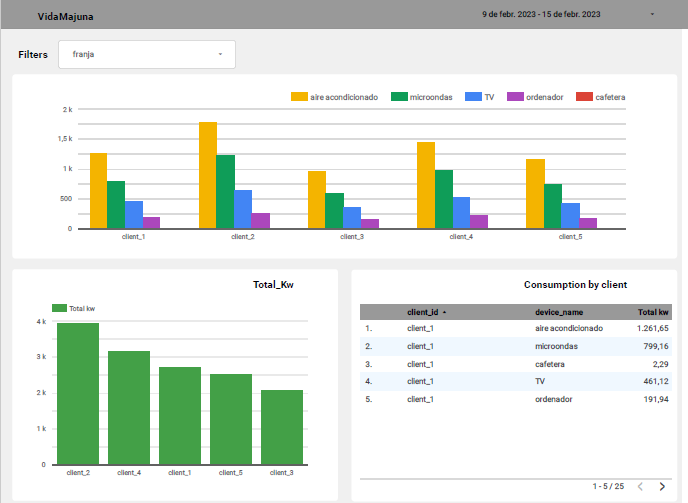 VidaMajuna
9 de febr. 2023 - 15 de febr. 2023
Filters
franja
aire acondicionado microondas TV ordenador cafetera
2 k
1,5 k
1 k
500
0
client_1 client_2 client_3 client_4 client_5
Total_Kw
Total kw
4 k
3 k
2 k
1 k
0
client_2 client_4 client_1 client_5 client_3
Consumption by client
client_id device_name Total kw
1. client_1 aire acondicionado 1.261,65
2. client_1 microondas 799,16
3. client_1 cafetera 2,29
4. client_1 TV 461,12
5. client_1 ordenador 191,94
1 - 5 / 25